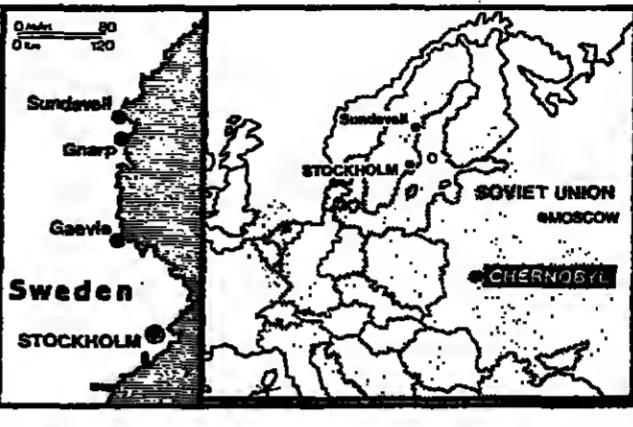 0 Miles 80
0 Km 120
Sundsvall
Gnarp
Gaevle
Sweden
STOCKHOLM
Sundsvall
STOCKHOLM
SOVIET UNION
MOSCOW
CHERNOBYL